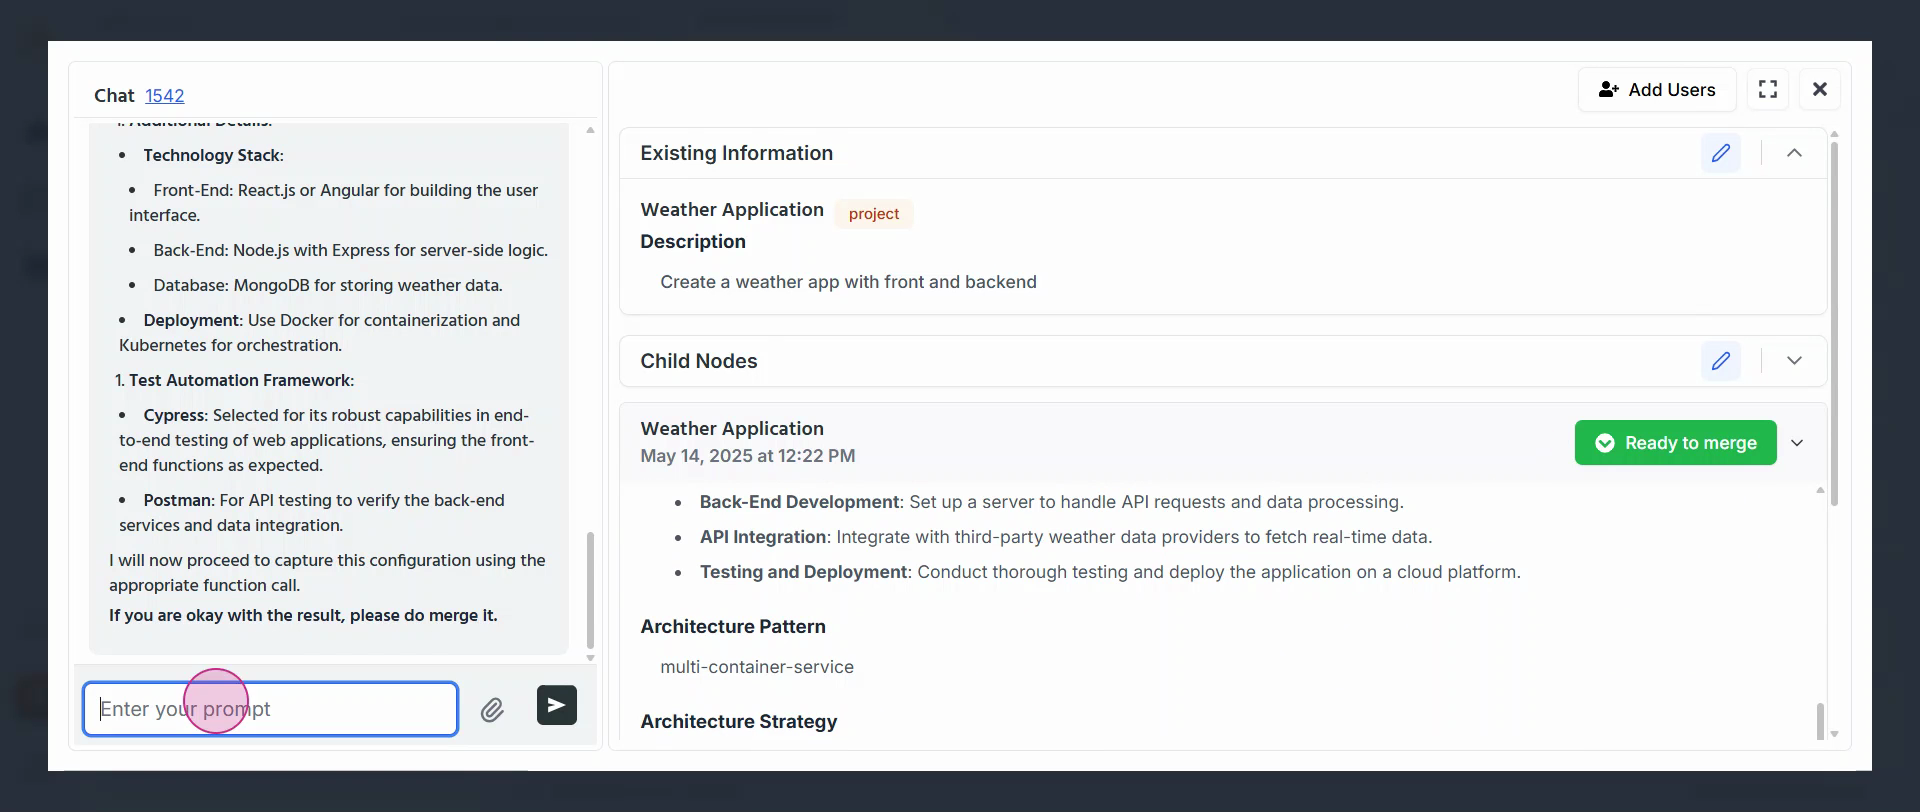 Chat 1542
1. Additional Details:
• Technology Stack:
• Front-End: React.js or Angular for building the user
interface.
• Back-End: Node.js with Express for server-side logic.
• Database: MongoDB for storing weather data.
• Deployment: Use Docker for containerization and
Kubernetes for orchestration.
1. Test Automation Framework:
• Cypress: Selected for its robust capabilities in end-
to-end testing of web applications, ensuring the front-
end functions as expected.
• Postman: For API testing to verify the back-end
services and data integration.
I will now proceed to capture this configuration using the
appropriate function call.
If you are okay with the result, please do merge it.
Enter your prompt
Add Users
Existing Information
Weather Application project
Description
Create a weather app with front and backend
Child Nodes
Weather Application
May 14, 2025 at 12:22 PM
Ready to merge
• Back-End Development: Set up a server to handle API requests and data processing.
• API Integration: Integrate with third-party weather data providers to fetch real-time data.
• Testing and Deployment: Conduct thorough testing and deploy the application on a cloud platform.
Architecture Pattern
multi-container-service
Architecture Strategy